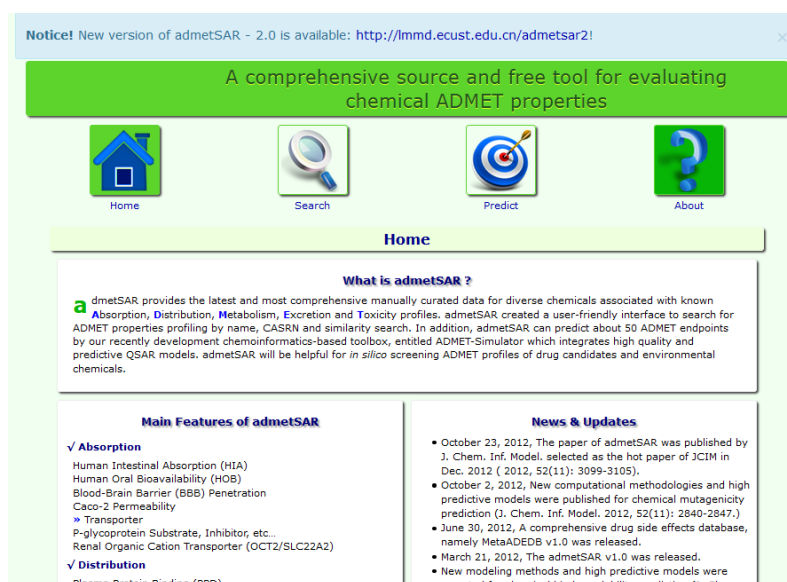 Notice! New version of admetSAR - 2.0 is available: http://lmmd.ecust.edu.cn/admetsar2!
×
A comprehensive source and free tool for evaluating
chemical ADMET properties
Home
Search
Predict
About
Home
What is admetSAR ?
admetSAR provides the latest and most comprehensive manually curated data for diverse chemicals associated with known
Absorption, Distribution, Metabolism, Excretion and Toxicity profiles. admetSAR created a user-friendly interface to search for
ADMET properties profiling by name, CASRN and similarity search. In addition, admetSAR can predict about 50 ADMET endpoints
by our recently development chemoinformatics-based toolbox, entitled ADMET-Simulator which integrates high quality and
predictive QSAR models. admetSAR will be helpful for in silico screening ADMET profiles of drug candidates and environmental
chemicals.
Main Features of admetSAR
√ Absorption
Human Intestinal Absorption (HIA)
Human Oral Bioavailability (HOB)
Blood-Brain Barrier (BBB) Penetration
Caco-2 Permeability
» Transporter
P-glycoprotein Substrate, Inhibitor, etc...
Renal Organic Cation Transporter (OCT2/SLC22A2)
√ Distribution
News & Updates
• October 23, 2012, The paper of admetSAR was published by
J. Chem. Inf. Model. selected as the hot paper of JCIM in
Dec. 2012 ( 2012, 52(11): 3099-3105).
• October 2, 2012, New computational methodologies and high
predictive models were published for chemical mutagenicity
prediction (J. Chem. Inf. Model. 2012, 52(11): 2840-2847.)
• June 30, 2012, A comprehensive drug side effects database,
namely MetaADEDB v1.0 was released.
• March 21, 2012, The admetSAR v1.0 was released.
• New modeling methods and high predictive models were